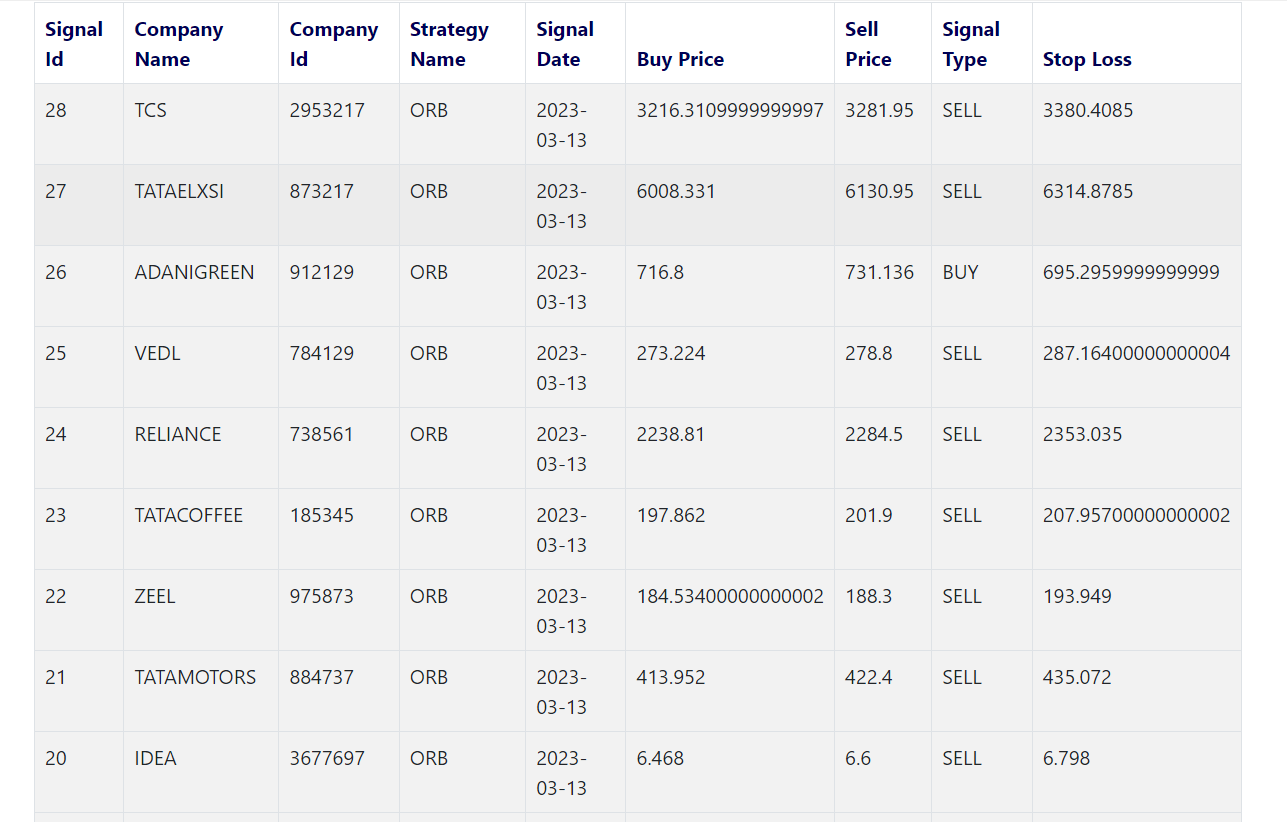 Signal Id Company Name Company Id Strategy Name Signal Date Buy Price Sell Price Signal Type Stop Loss
28 TCS 2953217 ORB 2023-03-13 3216.3109999999997 3281.95 SELL 3380.4085
27 TATAELXSI 873217 ORB 2023-03-13 6008.331 6130.95 SELL 6314.8785
26 ADANIGREEN 912129 ORB 2023-03-13 716.8 731.136 BUY 695.2959999999999
25 VEDL 784129 ORB 2023-03-13 273.224 278.8 SELL 287.16400000000004
24 RELIANCE 738561 ORB 2023-03-13 2238.81 2284.5 SELL 2353.035
23 TATACOFFEE 185345 ORB 2023-03-13 197.862 201.9 SELL 207.95700000000002
22 ZEEL 975873 ORB 2023-03-13 184.53400000000002 188.3 SELL 193.949
21 TATAMOTORS 884737 ORB 2023-03-13 413.952 422.4 SELL 435.072
20 IDEA 3677697 ORB 2023-03-13 6.468 6.6 SELL 6.798